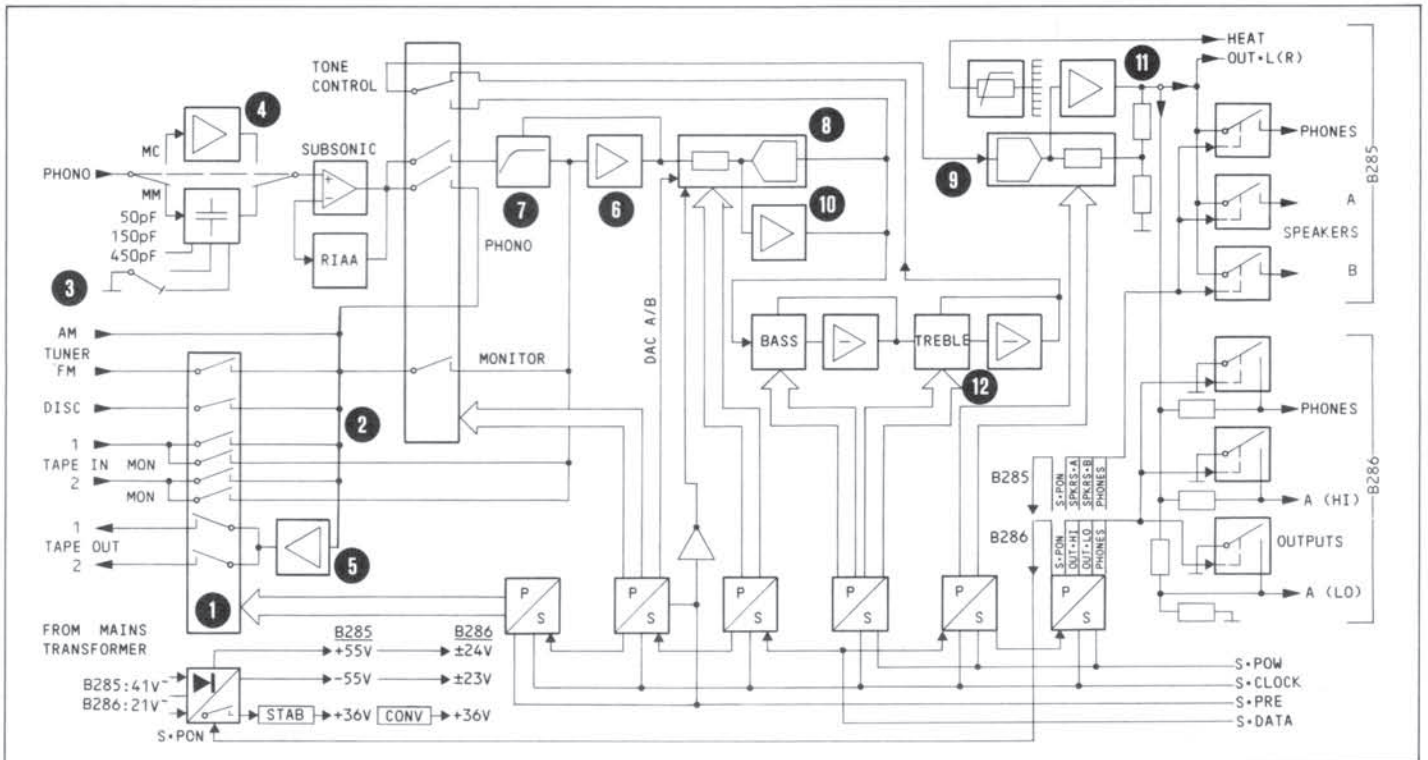 HEAT
OUT•L(R)
11
TONE
CONTROL
4
8
MC
SUBSONIC
PHONES
PHONO
+
−
9
B285
MM
7
6
10
A
50pF
150pF
450pF
PHONO
SPEAKERS
RIAA
B
3
DAC A/B
AM
TUNER
BASS
−
TREBLE
−
FM
MONITOR
12
DISC
2
PHONES
1
TAPE IN MON
2
MON
B285
S•PON
SPKRS•A
SPKRS•B
PHONES
B286
A (HI)
1
TAPE OUT
2
5
B286
S•PON
OUT•HI
OUT•LO
PHONES
OUTPUTS
P
S
P
S
P
S
P
S
P
S
P
S
A (LO)
1
FROM MAINS
TRANSFORMER
B285
B286
+55V
±24V
S•POW
B285:41V~
-55V
±23V
S•CLOCK
B286:21V~
S•PRE
STAB
+36V
CONV
+36V
S•DATA
S•PON